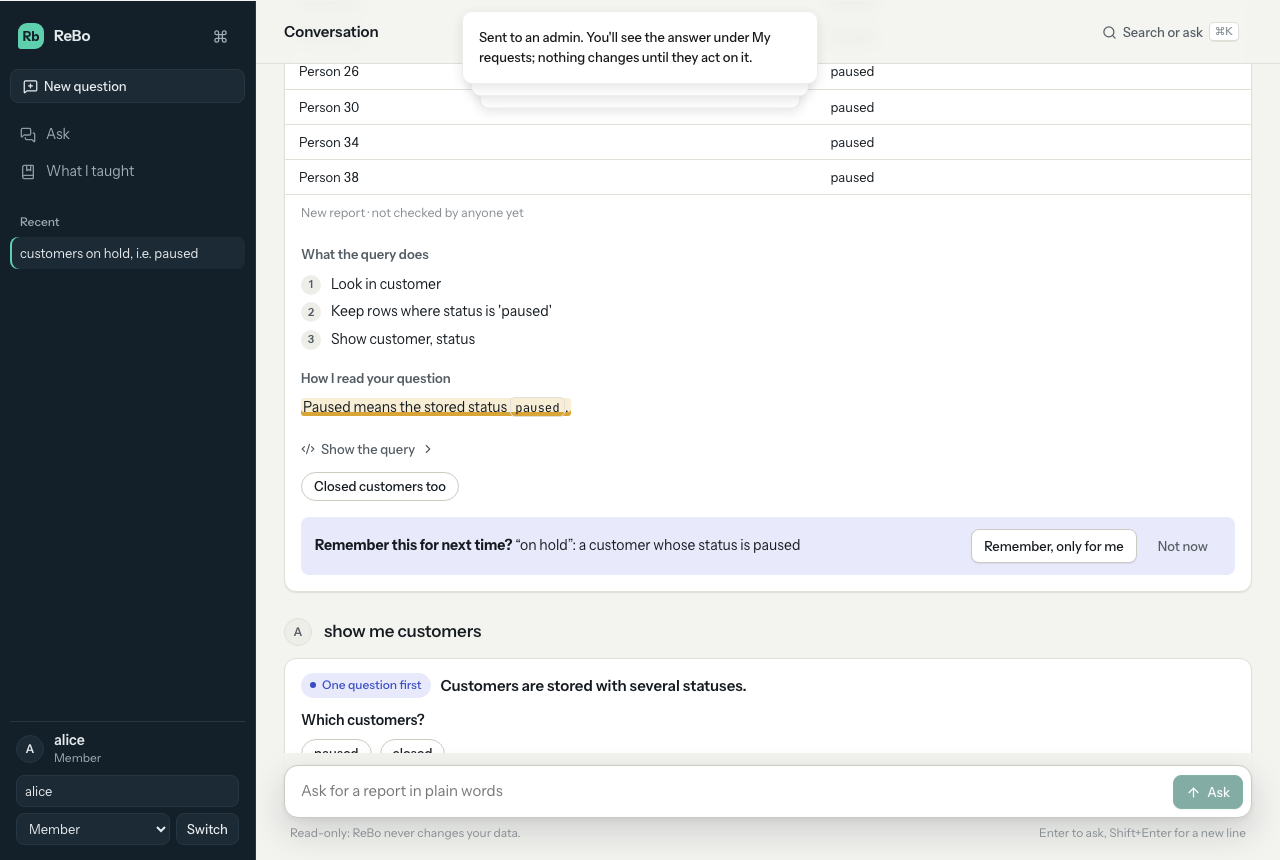 Rb ReBo ⌘
New question
Ask
What I taught
Recent
customers on hold, i.e. paused
A alice
Member
alice
Member Switch
Conversation
Sent to an admin. You'll see the answer under My
requests; nothing changes until they act on it.
Search or ask ⌘K
Person 26 paused
Person 30 paused
Person 34 paused
Person 38 paused
New report · not checked by anyone yet
What the query does
1 Look in customer
2 Keep rows where status is 'paused'
3 Show customer, status
How I read your question
Paused means the stored status paused.
</> Show the query
Closed customers too
Remember this for next time? “on hold”: a customer whose status is paused Remember, only for me Not now
A show me customers
One question first Customers are stored with several statuses.
Which customers?
paused closed
Ask for a report in plain words Ask
Read-only: ReBo never changes your data. Enter to ask, Shift+Enter for a new line